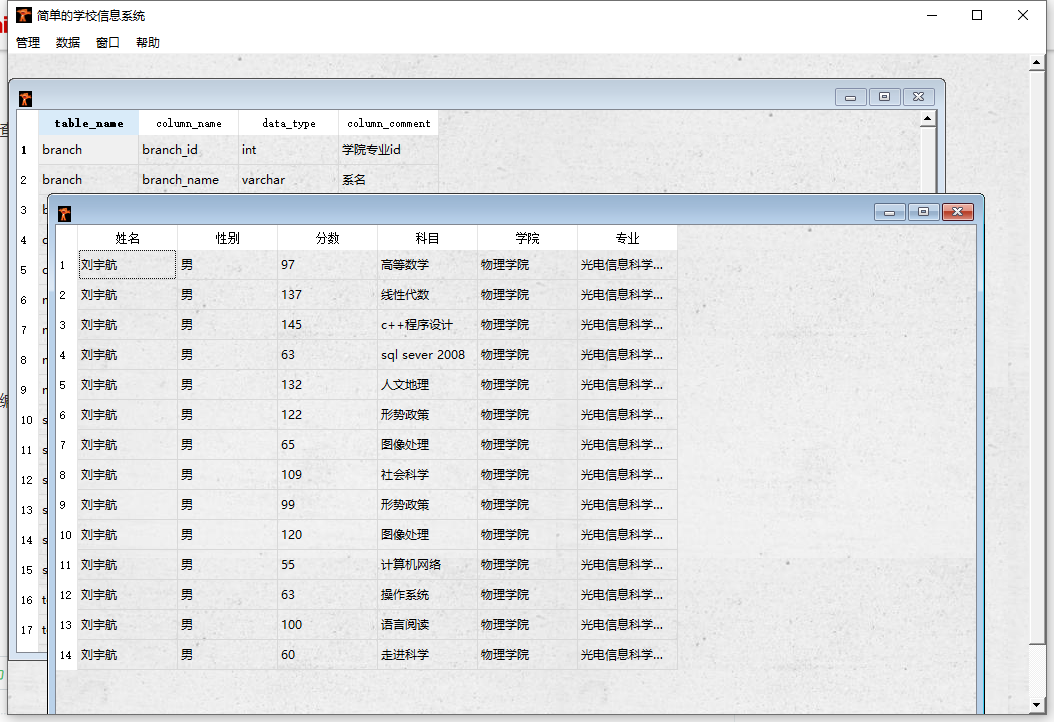 简单的学校信息系统
管理 数据 窗口 帮助
table_name column_name data_type column_comment
1 branch branch_id int 学院专业id
2 branch branch_name varchar 系名
3 b
4 c
5 c
6
7
8
9
10 s
11 s
12 s
13 s
14 s
15 s
16 t
17 t
姓名 性别 分数 科目 学院 专业
1 刘宇航 男 97 高等数学 物理学院 光电信息科学...
2 刘宇航 男 137 线性代数 物理学院 光电信息科学...
3 刘宇航 男 145 c++程序设计 物理学院 光电信息科学...
4 刘宇航 男 63 sql sever 2008 物理学院 光电信息科学...
5 刘宇航 男 132 人文地理 物理学院 光电信息科学...
6 刘宇航 男 122 形势政策 物理学院 光电信息科学...
7 刘宇航 男 65 图像处理 物理学院 光电信息科学...
8 刘宇航 男 109 社会科学 物理学院 光电信息科学...
9 刘宇航 男 99 形势政策 物理学院 光电信息科学...
10 刘宇航 男 120 图像处理 物理学院 光电信息科学...
11 刘宇航 男 55 计算机网络 物理学院 光电信息科学...
12 刘宇航 男 63 操作系统 物理学院 光电信息科学...
13 刘宇航 男 100 语言阅读 物理学院 光电信息科学...
14 刘宇航 男 60 走进科学 物理学院 光电信息科学...